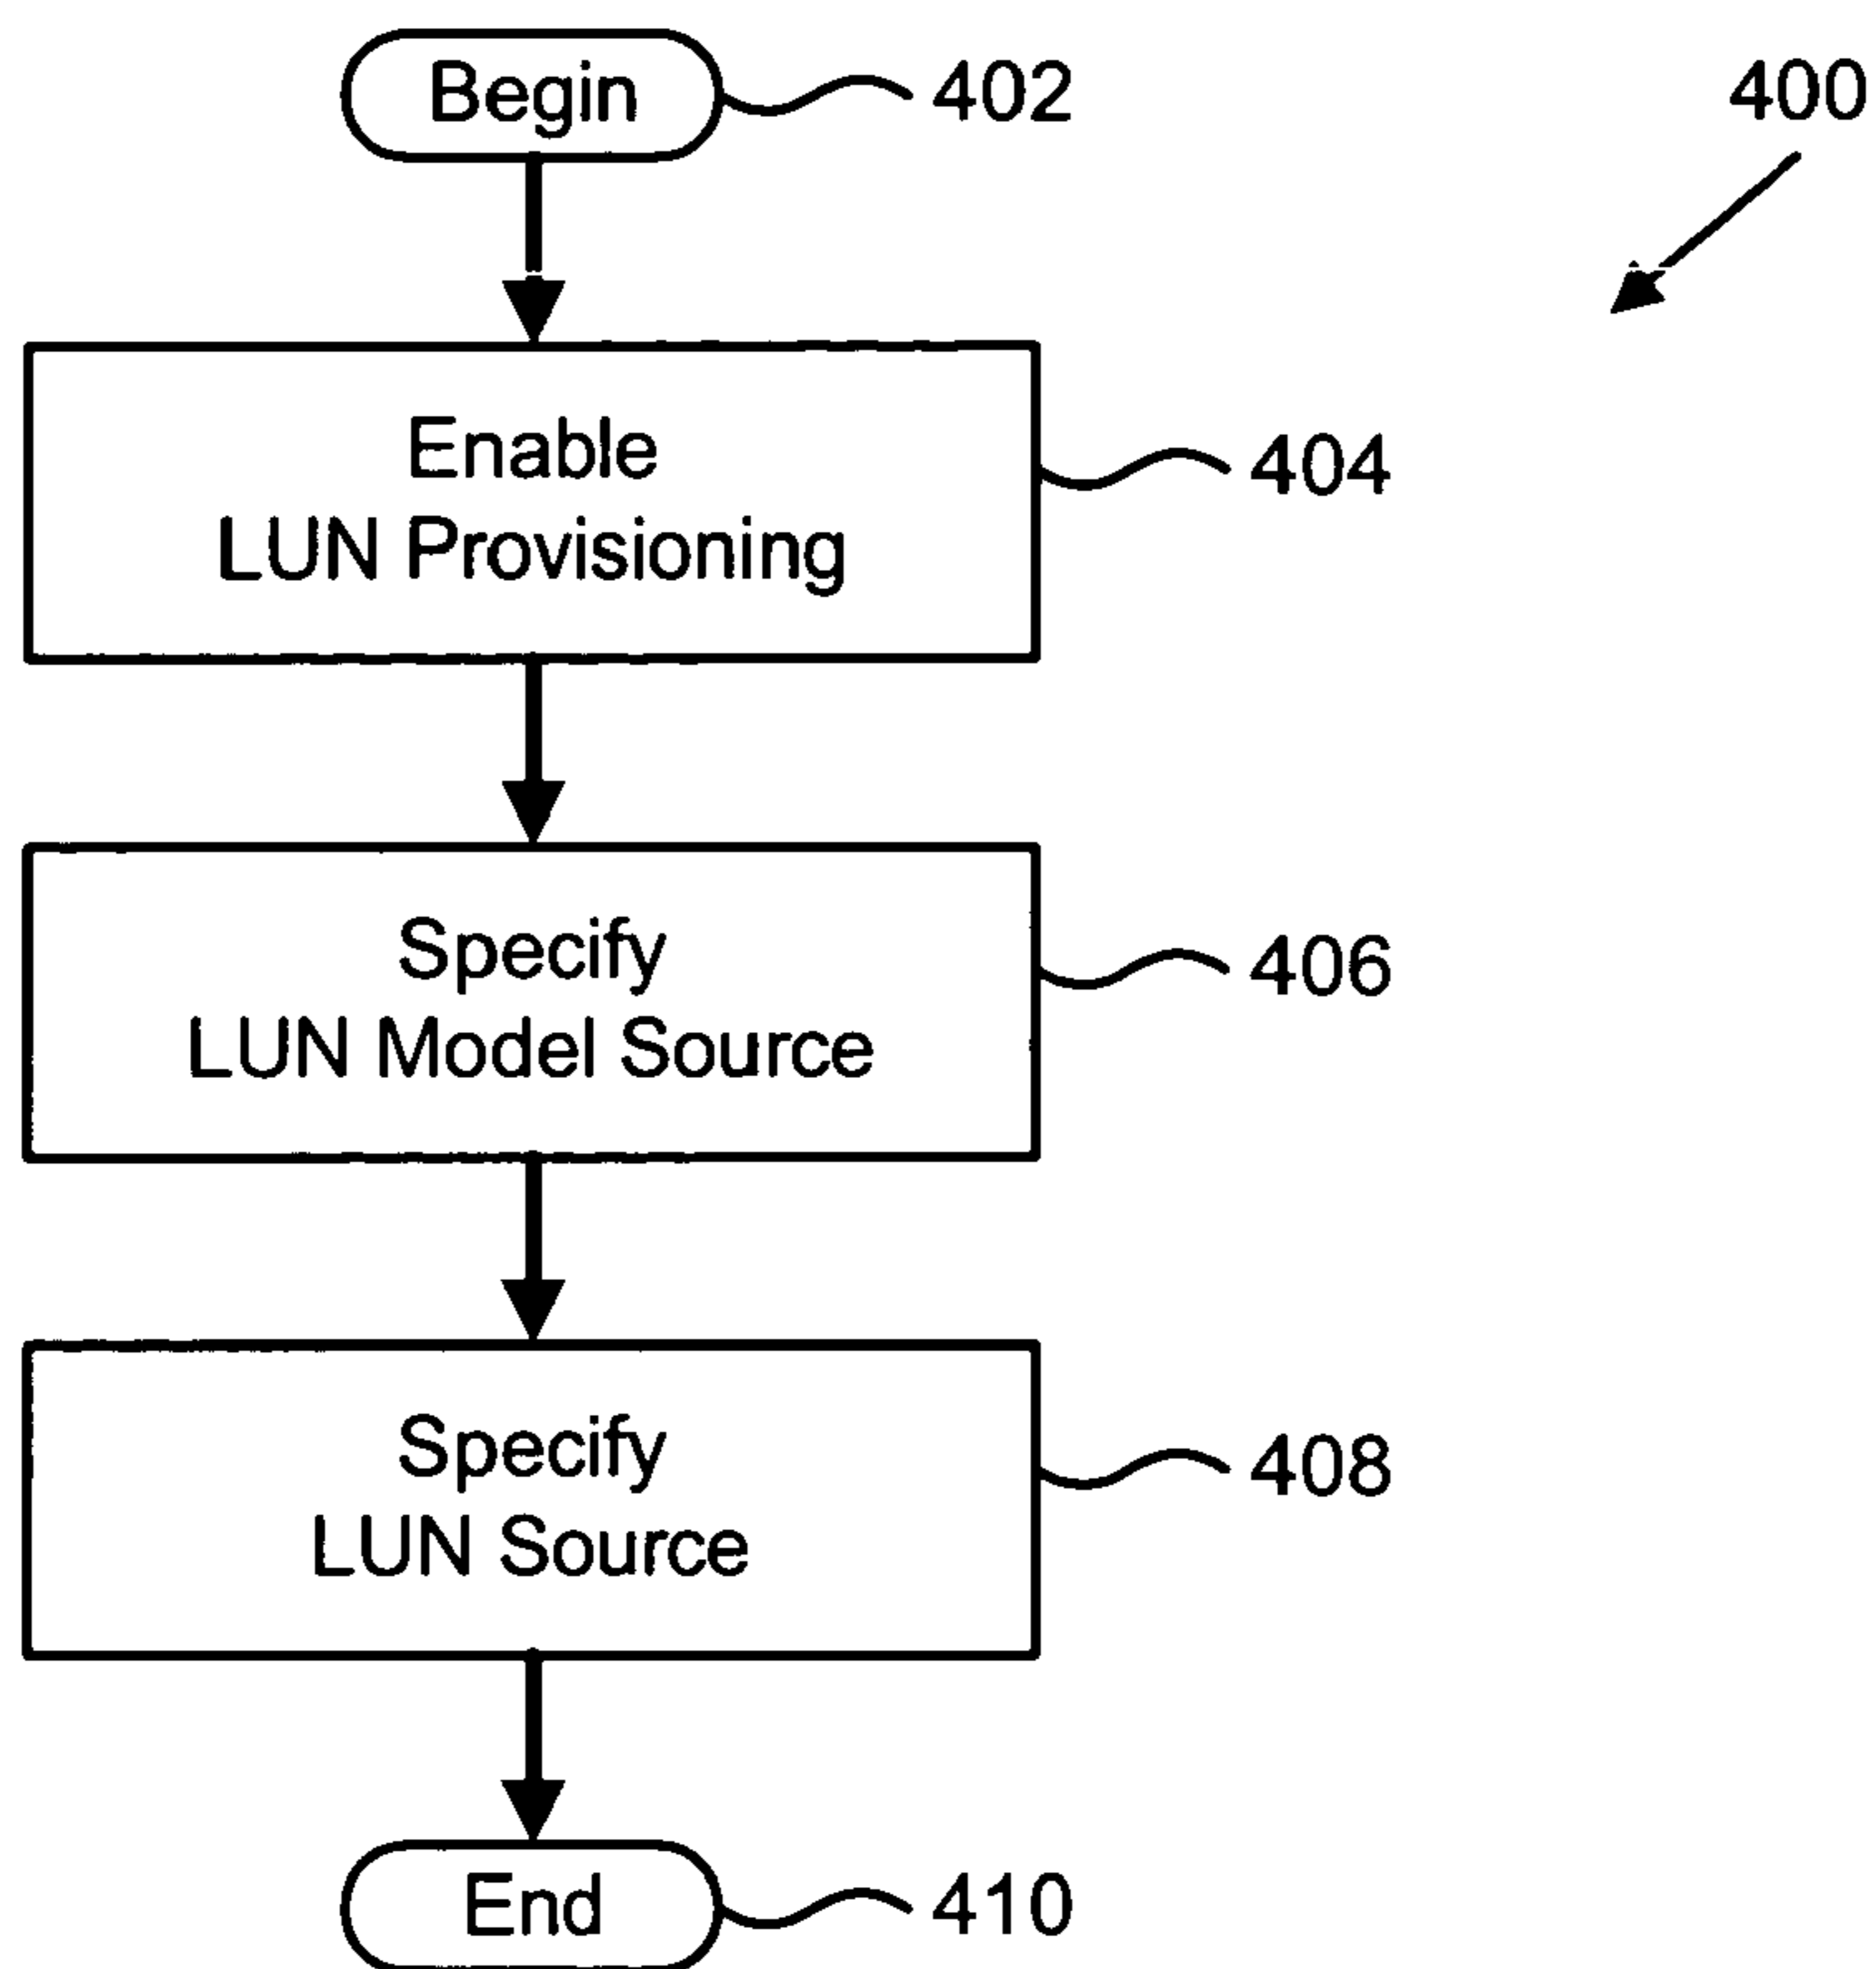 Begin
402
400
Enable
LUN Provisioning
404
Specify
LUN Model Source
406
Specify
LUN Source
408
End
410